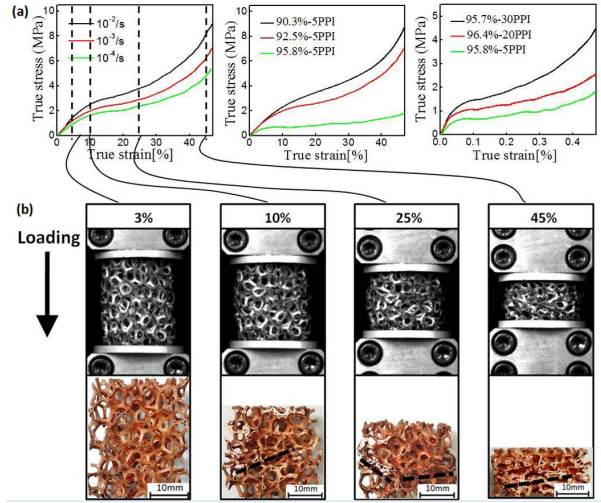 (a)
True stress (MPa)
8
6
4
2
0
10⁻²/s
10⁻³/s
10⁻⁴/s
0 10 20 30 40
True strain[%]
True stress (MPa)
8
6
4
2
0
90.3%-5PPI
92.5%-5PPI
95.8%-5PPI
0 10 20 30 40
True strain[%]
True stress (MPa)
5
4
3
2
1
0
95.7%-30PPI
96.4%-20PPI
95.8%-5PPI
0.0 0.1 0.2 0.3 0.4
True strain[%]
(b)
Loading
3% 10% 25% 45%
10mm 10mm 10mm 10mm